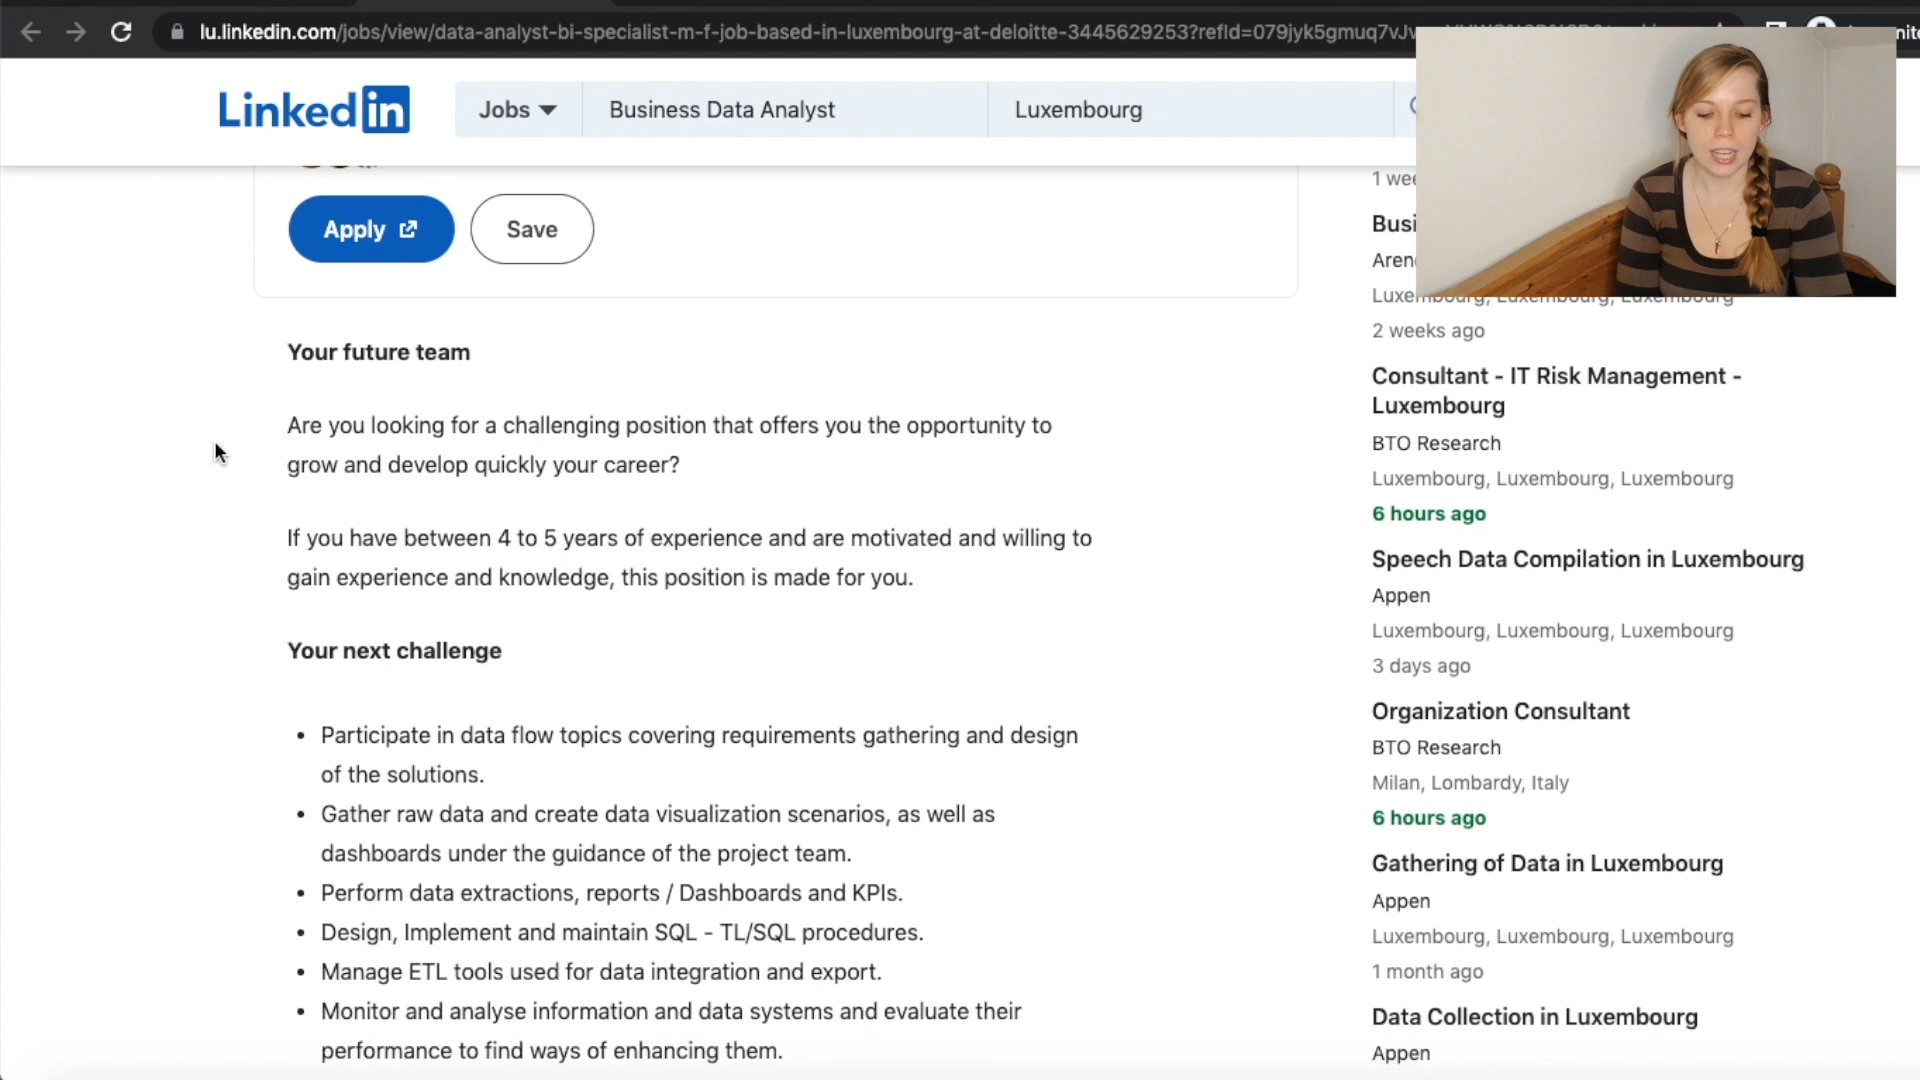 lu.linkedin.com/jobs/view/data-analyst-bi-specialist-m-f-job-based-in-luxembourg-at-deloitte-3445629253?refId=079jyk5gmuq7vJv
Linkedin
Jobs
Business Data Analyst
Luxembourg
Apply
Save
Your future team
Are you looking for a challenging position that offers you the opportunity to
grow and develop quickly your career?
If you have between 4 to 5 years of experience and are motivated and willing to
gain experience and knowledge, this position is made for you.
Your next challenge
• Participate in data flow topics covering requirements gathering and design
of the solutions.
• Gather raw data and create data visualization scenarios, as well as
dashboards under the guidance of the project team.
• Perform data extractions, reports / Dashboards and KPIs.
• Design, Implement and maintain SQL - TL/SQL procedures.
• Manage ETL tools used for data integration and export.
• Monitor and analyse information and data systems and evaluate their
performance to find ways of enhancing them.
1 wee
Busi
Aren
Luxembourg, Luxembourg, Luxembourg
2 weeks ago
Consultant - IT Risk Management -
Luxembourg
BTO Research
Luxembourg, Luxembourg, Luxembourg
6 hours ago
Speech Data Compilation in Luxembourg
Appen
Luxembourg, Luxembourg, Luxembourg
3 days ago
Organization Consultant
BTO Research
Milan, Lombardy, Italy
6 hours ago
Gathering of Data in Luxembourg
Appen
Luxembourg, Luxembourg, Luxembourg
1 month ago
Data Collection in Luxembourg
Appen